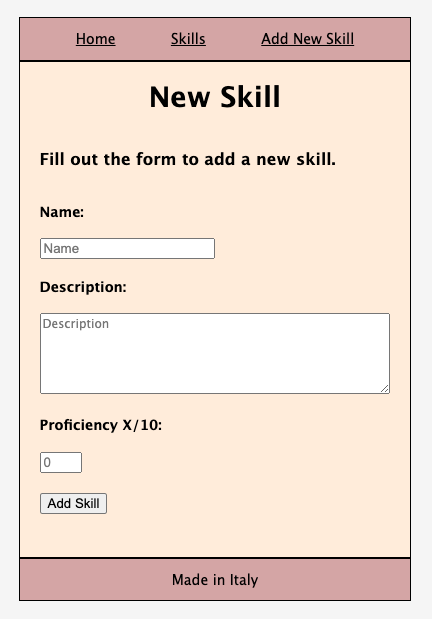 Home Skills Add New Skill
New Skill
Fill out the form to add a new skill.
Name:
Name
Description:
Description
Proficiency X/10:
0
Add Skill
Made in Italy